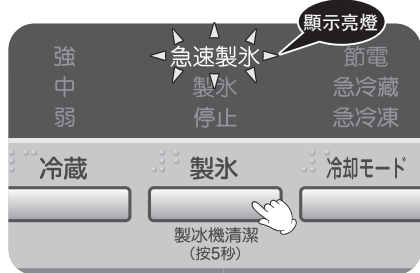 顯示亮燈
強 急速製氷 節電
中 製氷 急冷藏
弱 停止 急冷凍
冷蔵 製氷 冷却モード
製冰機清潔
(按5秒)